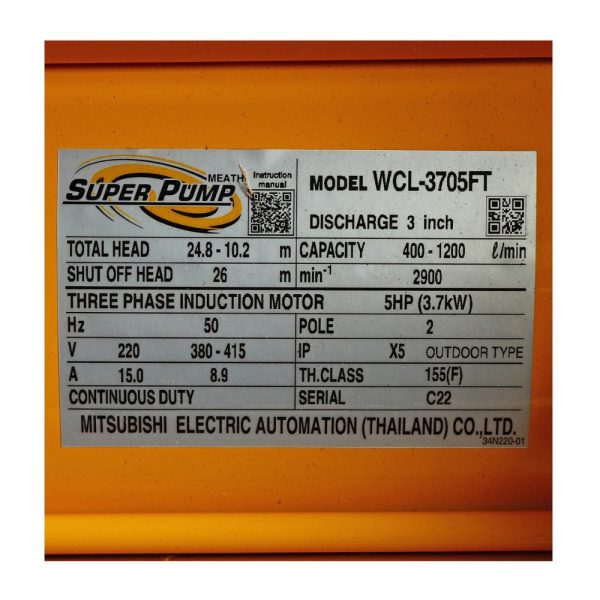 MEATH
SUPER PUMP
Instruction
manual
MODEL WCL-3705FT
DISCHARGE 3 inch
TOTAL HEAD 24.8 - 10.2 m CAPACITY 400 - 1200 ℓ/min
SHUT OFF HEAD 26 m min⁻¹ 2900
THREE PHASE INDUCTION MOTOR 5HP (3.7kW)
Hz 50 POLE 2
V 220 380 - 415 IP X5 OUTDOOR TYPE
A 15.0 8.9 TH.CLASS 155(F)
CONTINUOUS DUTY SERIAL C22
MITSUBISHI ELECTRIC AUTOMATION (THAILAND) CO.,LTD.
34N220-01